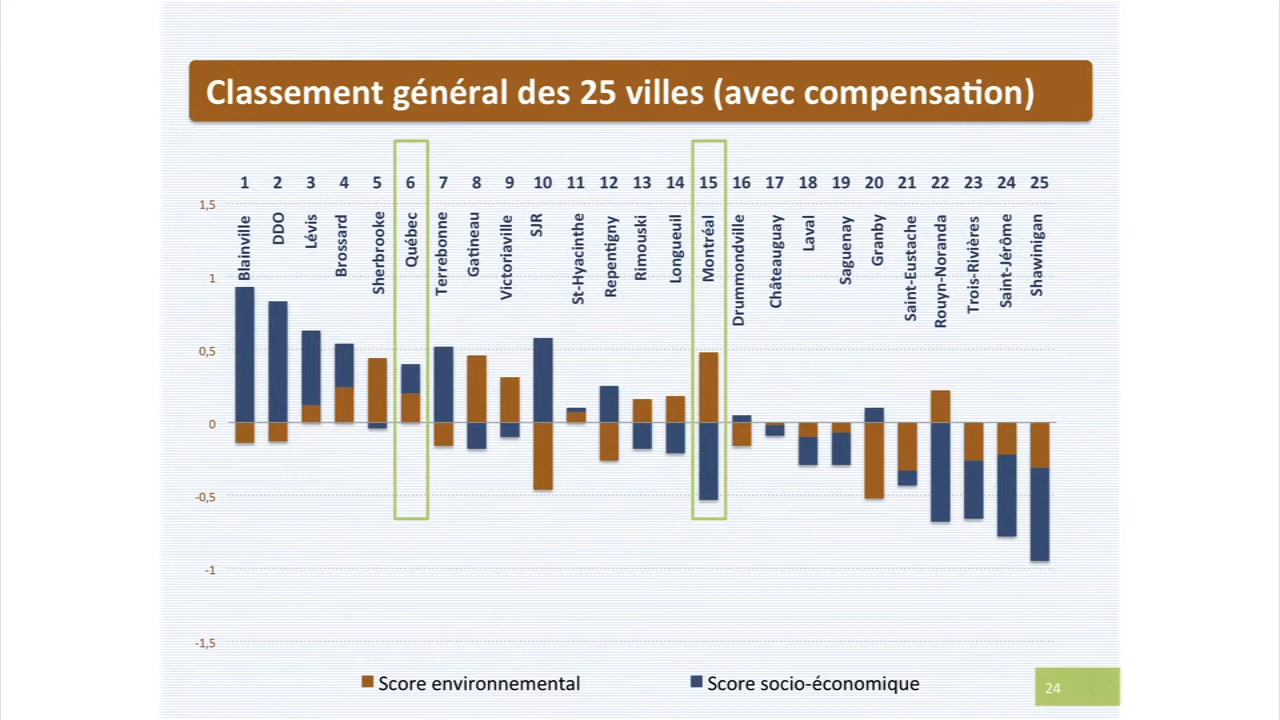 Classement général des 25 villes (avec compensation)
1 2 3 4 5 6 7 8 9 10 11 12 13 14 15 16 17 18 19 20 21 22 23 24 25
Blainville
DDO
Lévis
Brossard
Sherbrooke
Québec
Terrebonne
Gatineau
Victoriaville
SJR
St-Hyacinthe
Repentigny
Rimouski
Longueuil
Montréal
Drummondville
Châteauguay
Laval
Saguenay
Granby
Saint-Eustache
Rouyn-Noranda
Trois-Rivières
Saint-Jérôme
Shawinigan
1,5
1
0,5
0
-0,5
-1
-1,5
Score environnemental
Score socio-économique
24